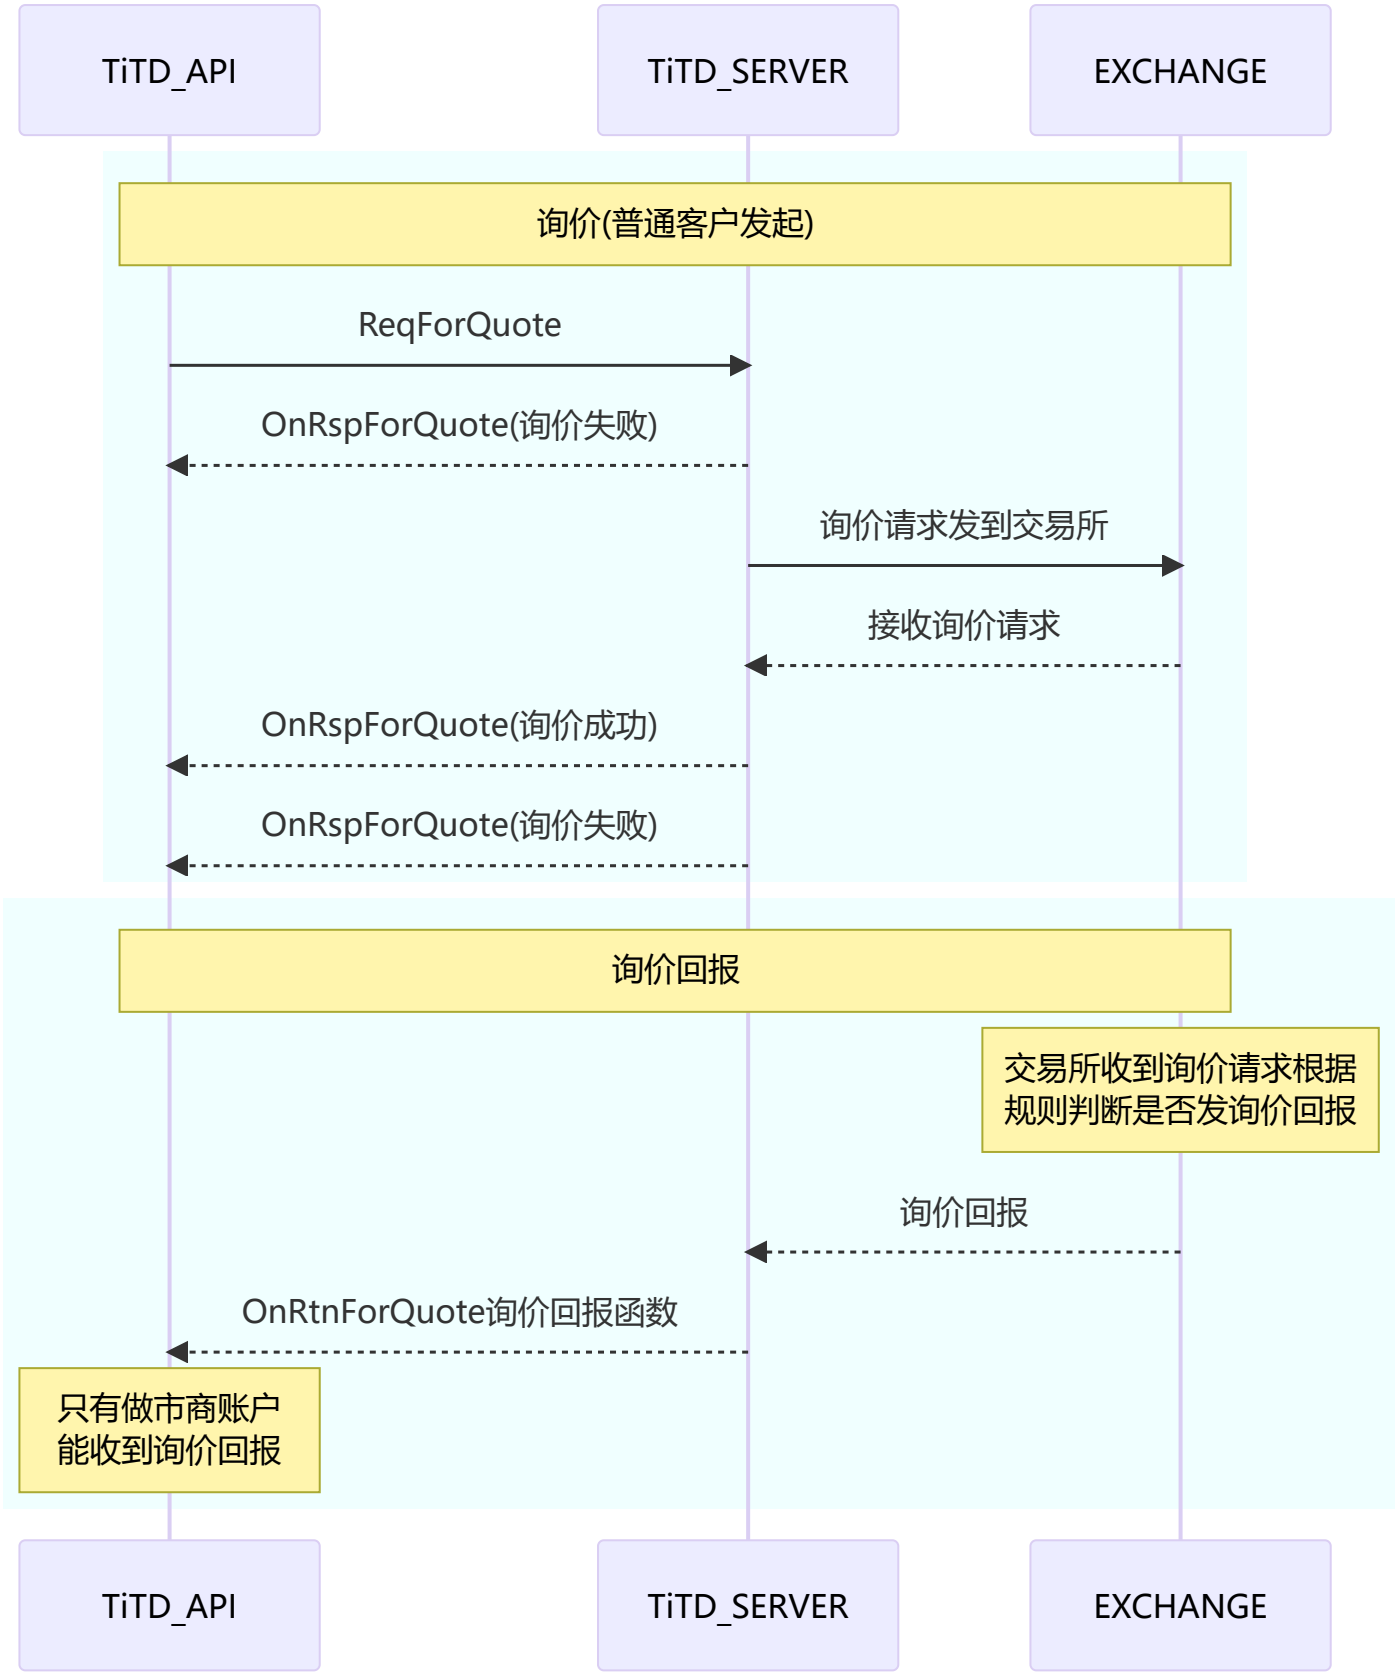 TiTD_API
TiTD_SERVER
EXCHANGE
询价(普通客户发起)
ReqForQuote
OnRspForQuote(询价失败)
询价请求发到交易所
接收询价请求
OnRspForQuote(询价成功)
OnRspForQuote(询价失败)
询价回报
交易所收到询价请求根据
规则判断是否发询价回报
询价回报
OnRtnForQuote询价回报函数
只有做市商账户
能收到询价回报
TiTD_API
TiTD_SERVER
EXCHANGE